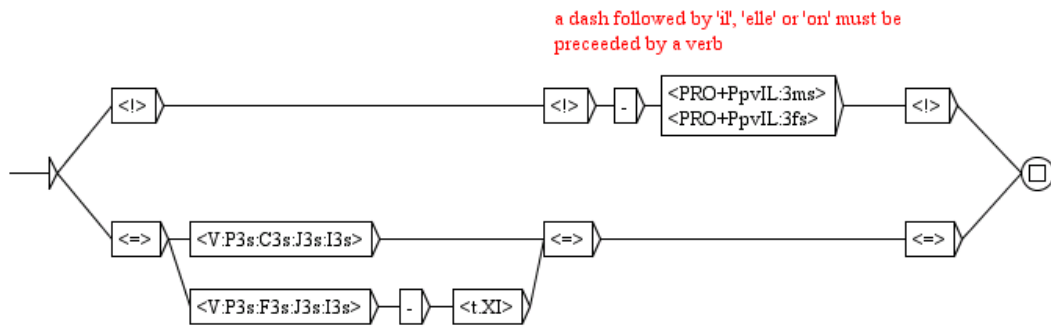 a dash followed by 'il', 'elle' or 'on' must be
preceeded by a verb
<!> <!> - <PRO+PpvIL:3ms> <!>
<PRO+PpvIL:3fs>
<=> <V:P3s:C3s:J3s:I3s> <=> <=>
<V:P3s:F3s:J3s:I3s> - <t.XI>